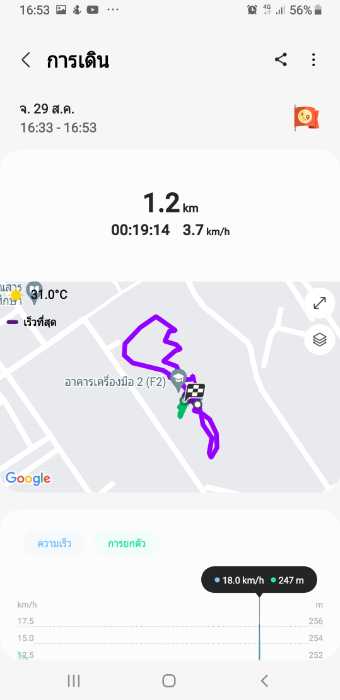 16:53 ... 4G 56%
การเดิน
จ. 29 ส.ค.
16:33 - 16:53
1.2 km
00:19:14 3.7 km/h
31.0°C
เร็วที่สุด
อาคารเครื่องมือ 2 (F2)
Google
ความเร็ว การยกตัว
18.0 km/h 247 m
km/h m
17.5 256
15.0 254
12.5 252